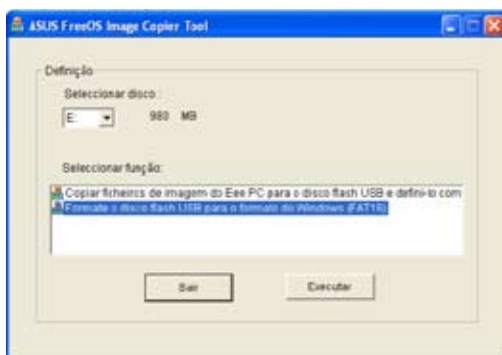 ASUS FreeOS Image Copier Tool
Definição
Seleccionar disco :
E: 980 MB
Seleccionar função:
Copiar ficheiros de imagem do Eee PC para o disco flash USB e defini-lo com
Formate o disco flash USB para o formato do Windows (FAT16)
Sair Executar